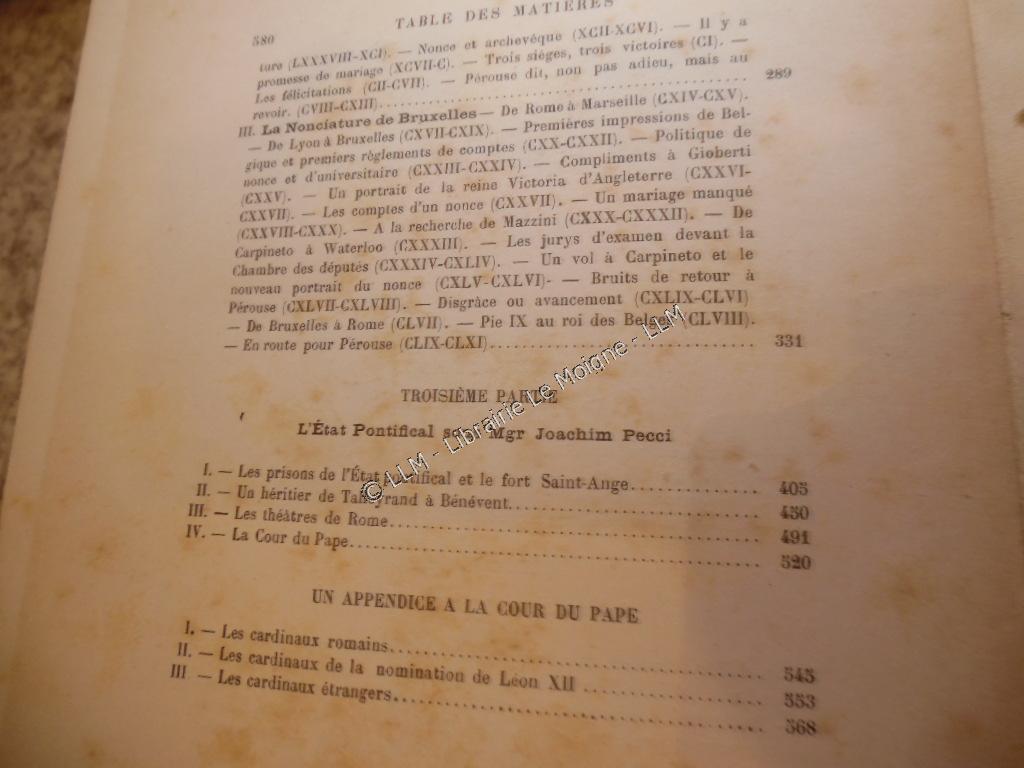 580
TABLE DES MATIÈRES
ture (LXXXVIII-XCI). — Nonce et archevêque (XCII-XCVI). — Il y a
promesse de mariage (XCVII-C). — Trois sièges, trois victoires (CI). —
Les félicitations (CII-CVII). — Pérouse dit, non pas adieu, mais au
revoir. (CVIII-CXIII) 289
III. La Nonciature de Bruxelles — De Rome à Marseille (CXIV-CXV).
— De Lyon à Bruxelles (CXVII-CXIX). — Premières impressions de Bel-
gique et premiers règlements de comptes (CXX-CXXII). — Politique de
nonce et d'universitaire (CXXIII-CXXIV). — Compliments à Gioberti
(CXXV). — Un portrait de la reine Victoria d'Angleterre (CXXVI-
CXXVII). — Les comptes d'un nonce (CXXVII). — Un mariage manqué
(CXXVIII-CXXX). — A la recherche de Mazzini (CXXX-CXXXII). — De
Carpineto à Waterloo (CXXXIII). — Les jurys d'examen devant la
Chambre des députés (CXXXIV-CXLIV). — Un vol à Carpineto et le
nouveau portrait du nonce (CXLV-CXLVI)- — Bruits de retour à
Pérouse (CXLVII-CXLVIII). — Disgrâce ou avancement (CXLIX-CLVI)
— De Bruxelles à Rome (CLVII). — Pie IX au roi des Belges (CLVIII).
— En route pour Pérouse (CLIX-CLXI) 331
TROISIÈME PARTIE
L'État Pontifical sous Mgr Joachim Pecci
I. — Les prisons de l'État pontifical et le fort Saint-Ange 405
II. — Un héritier de Talleyrand à Bénévent 450
III. — Les théâtres de Rome 491
IV. — La Cour du Pape 520
UN APPENDICE A LA COUR DU PAPE
I. — Les cardinaux romains 545
II. — Les cardinaux de la nomination de Léon XII 553
III — Les cardinaux étrangers 568
© LLM - Librairie Le Moigne - LLM